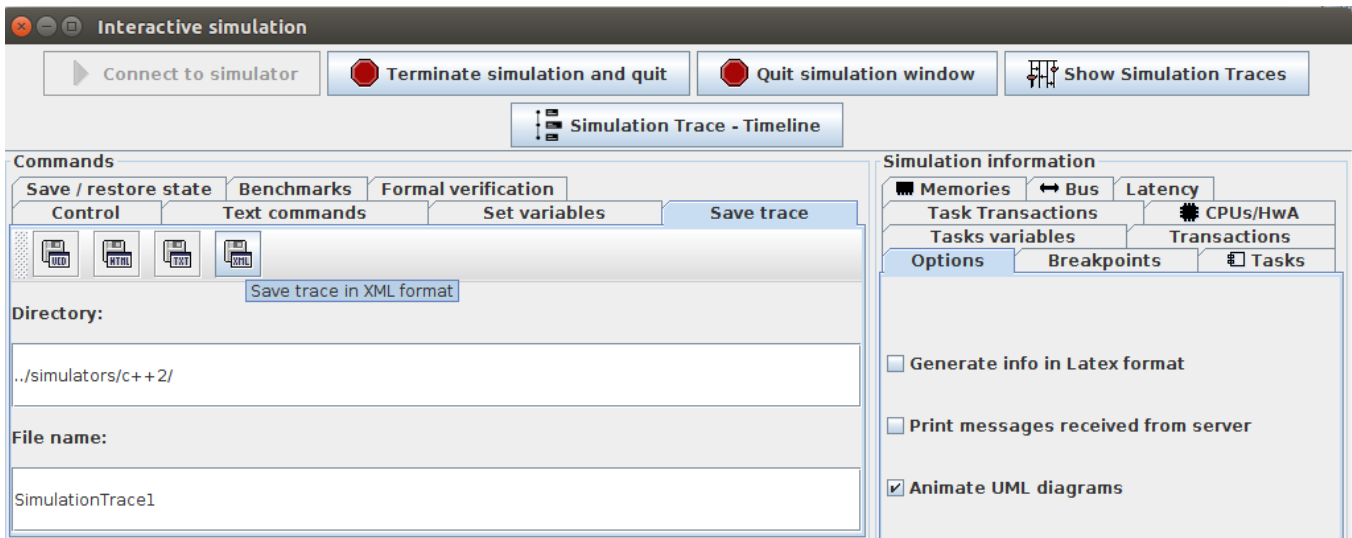 Interactive simulation
Connect to simulator
Terminate simulation and quit
Quit simulation window
Show Simulation Traces
Simulation Trace - Timeline
Commands
Save / restore state
Benchmarks
Formal verification
Control
Text commands
Set variables
Save trace
VCD
HTML
TXT
XML
Save trace in XML format
Directory:
../simulators/c++2/
File name:
SimulationTrace1
Simulation information
Memories
Bus
Latency
Task Transactions
CPUs/HwA
Tasks variables
Transactions
Options
Breakpoints
Tasks
Generate info in Latex format
Print messages received from server
Animate UML diagrams